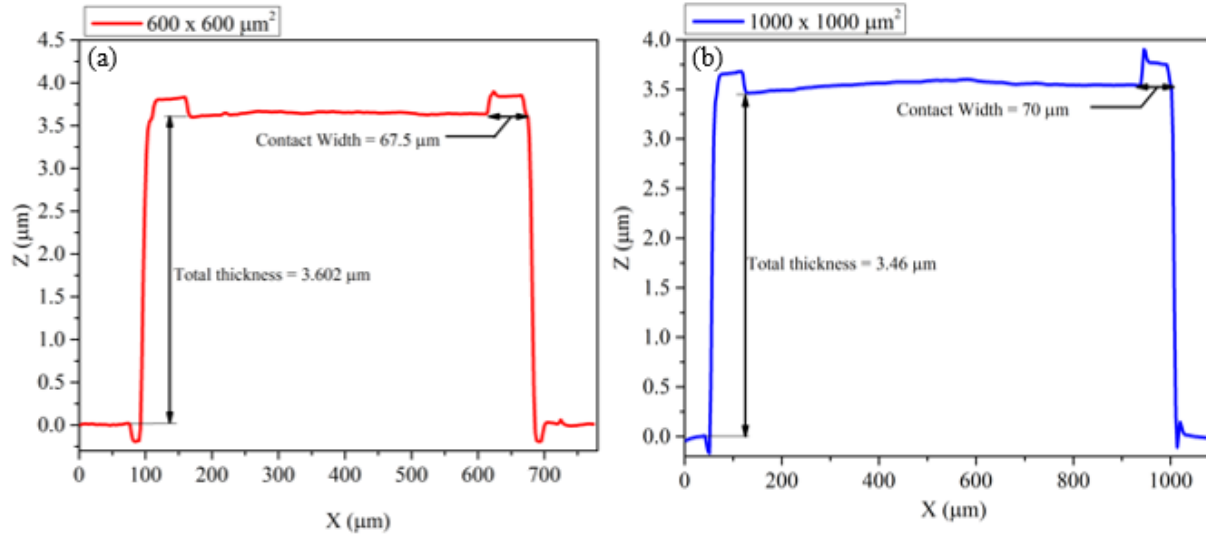 600 x 600 μm²
(a)
4.5
4.0
3.5
3.0
2.5
2.0
1.5
1.0
0.5
0.0
Z (μm)
Contact Width = 67.5 μm
Total thickness = 3.602 μm
0 100 200 300 400 500 600 700
X (μm)
1000 x 1000 μm²
(b)
4.0
3.5
3.0
2.5
2.0
1.5
1.0
0.5
0.0
Z (μm)
Contact Width = 70 μm
Total thickness = 3.46 μm
0 200 400 600 800 1000
X (μm)